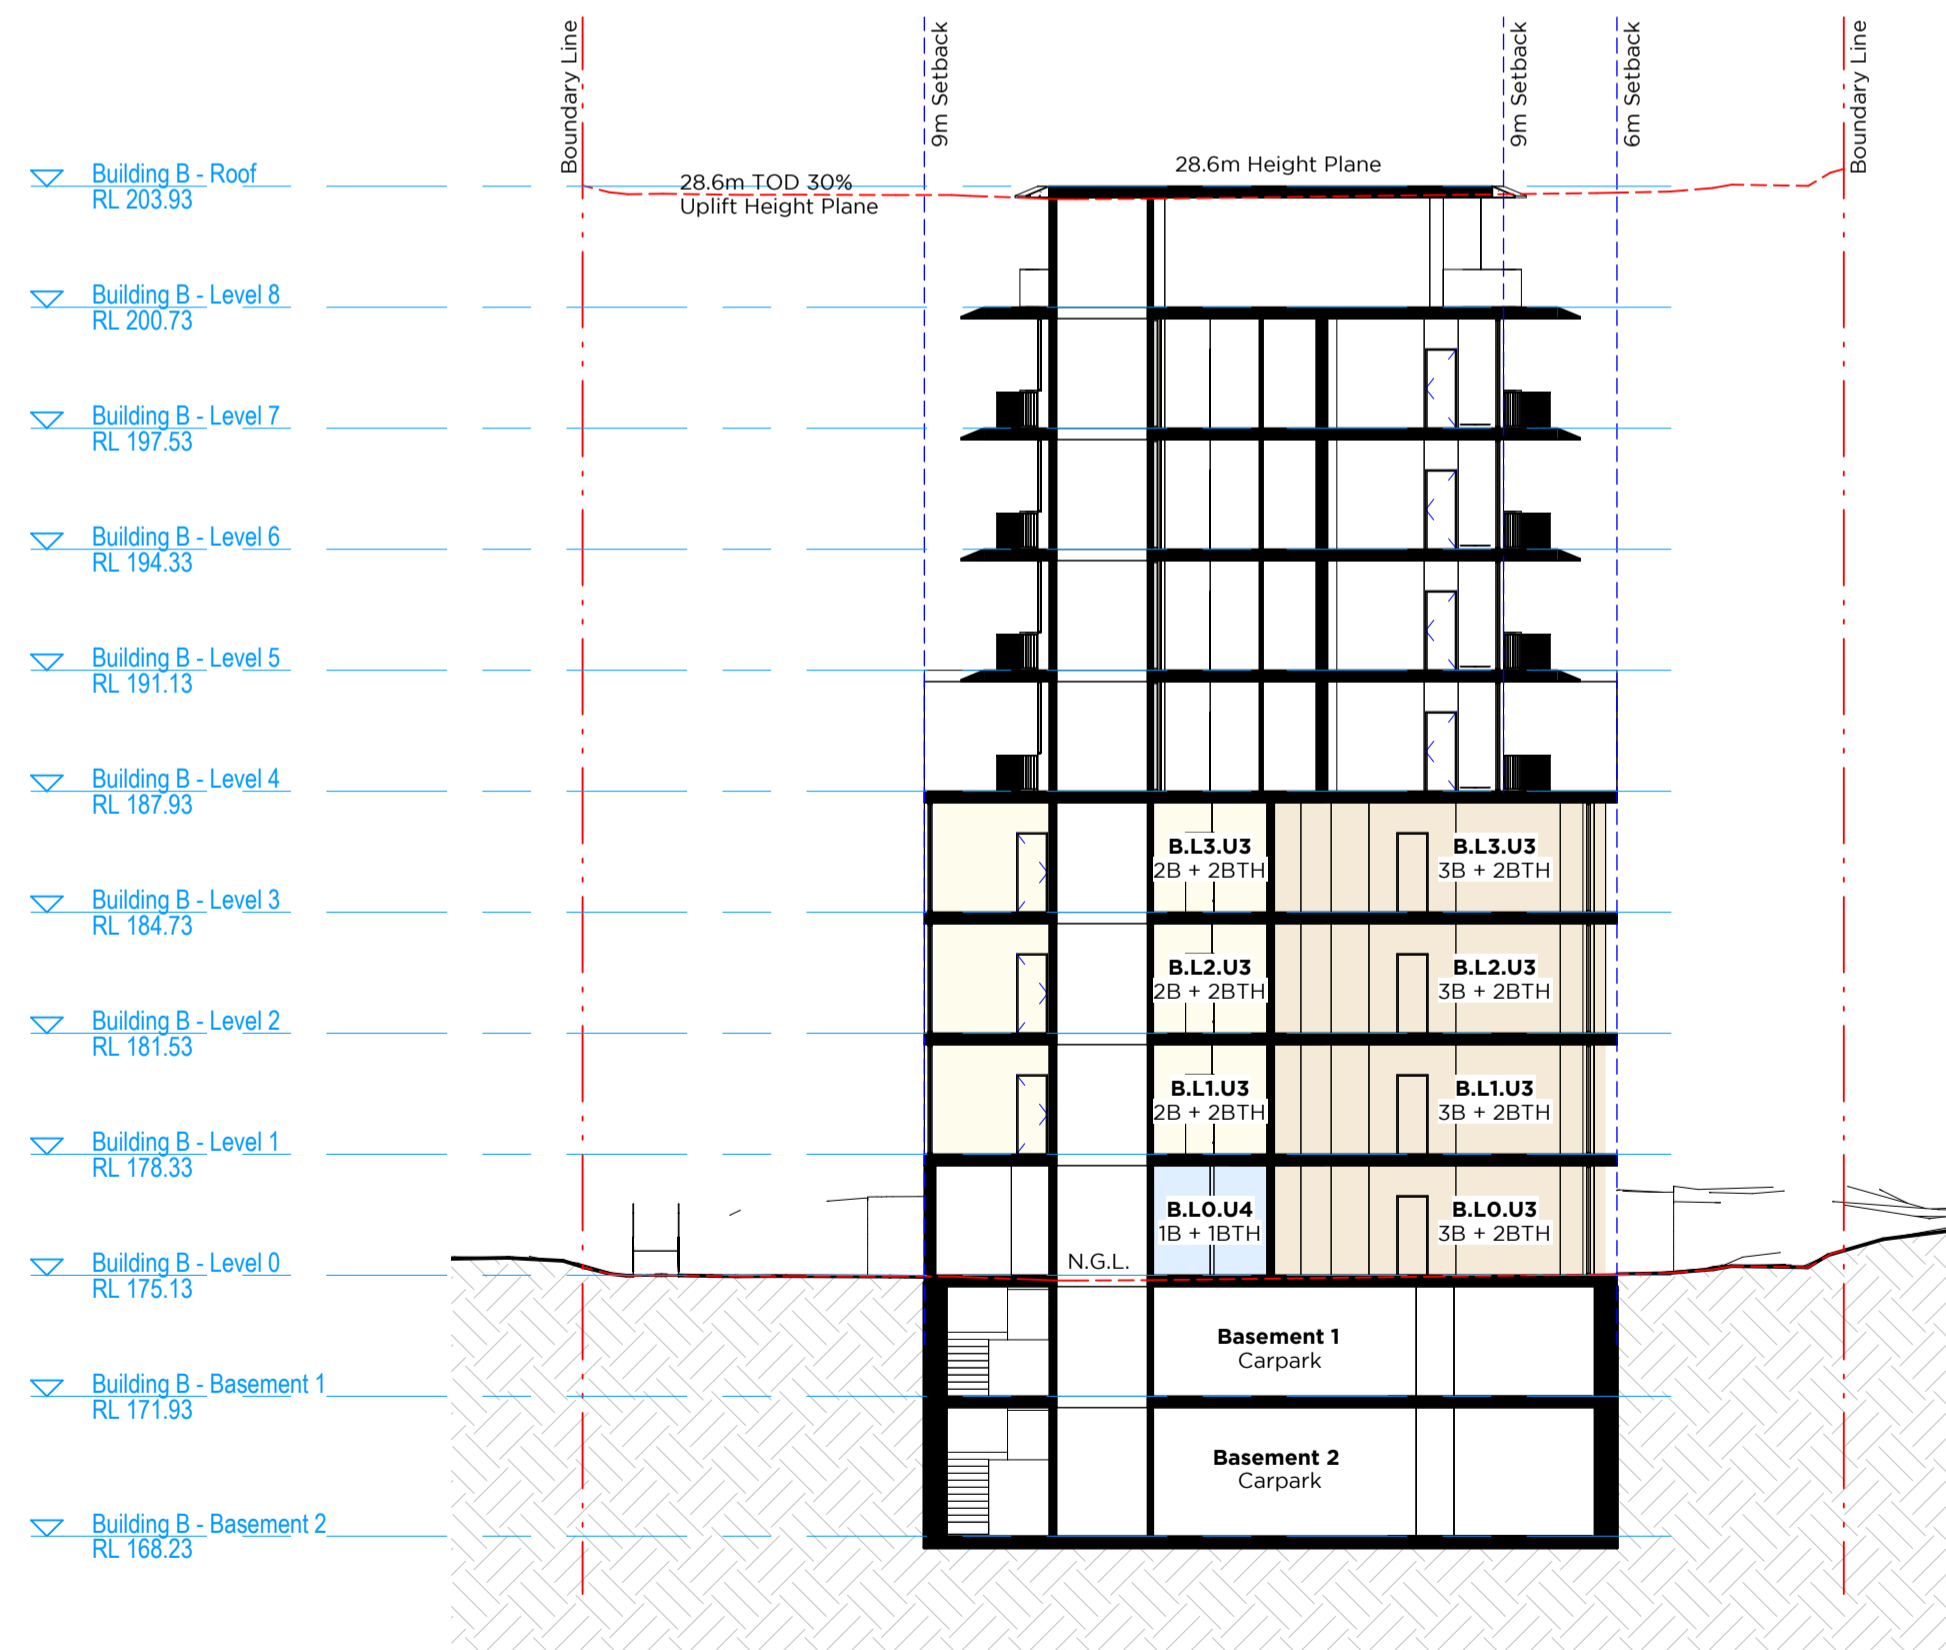 Boundary Line
9m Setback
9m Setback
6m Setback
Boundary Line
28.6m Height Plane
28.6m TOD 30%
Uplift Height Plane
Building B - Roof
RL 203.93
Building B - Level 8
RL 200.73
Building B - Level 7
RL 197.53
Building B - Level 6
RL 194.33
Building B - Level 5
RL 191.13
Building B - Level 4
RL 187.93
B.L3.U3
2B + 2BTH
B.L3.U3
3B + 2BTH
Building B - Level 3
RL 184.73
B.L2.U3
2B + 2BTH
B.L2.U3
3B + 2BTH
Building B - Level 2
RL 181.53
B.L1.U3
2B + 2BTH
B.L1.U3
3B + 2BTH
Building B - Level 1
RL 178.33
B.L0.U4
1B + 1BTH
B.L0.U3
3B + 2BTH
N.G.L.
Building B - Level 0
RL 175.13
Basement 1
Carpark
Building B - Basement 1
RL 171.93
Basement 2
Carpark
Building B - Basement 2
RL 168.23